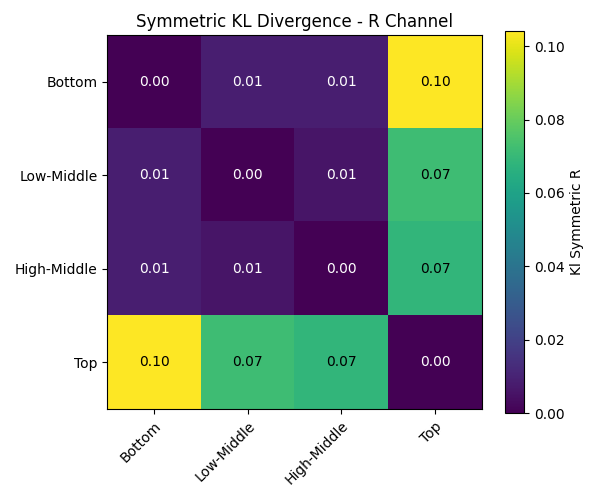 Symmetric KL Divergence - R Channel
Bottom 0.00 0.01 0.01 0.10
Low-Middle 0.01 0.00 0.01 0.07
High-Middle 0.01 0.01 0.00 0.07
Top 0.10 0.07 0.07 0.00
Bottom Low-Middle High-Middle Top
0.10
0.08
0.06
0.04
0.02
0.00
Kl Symmetric R